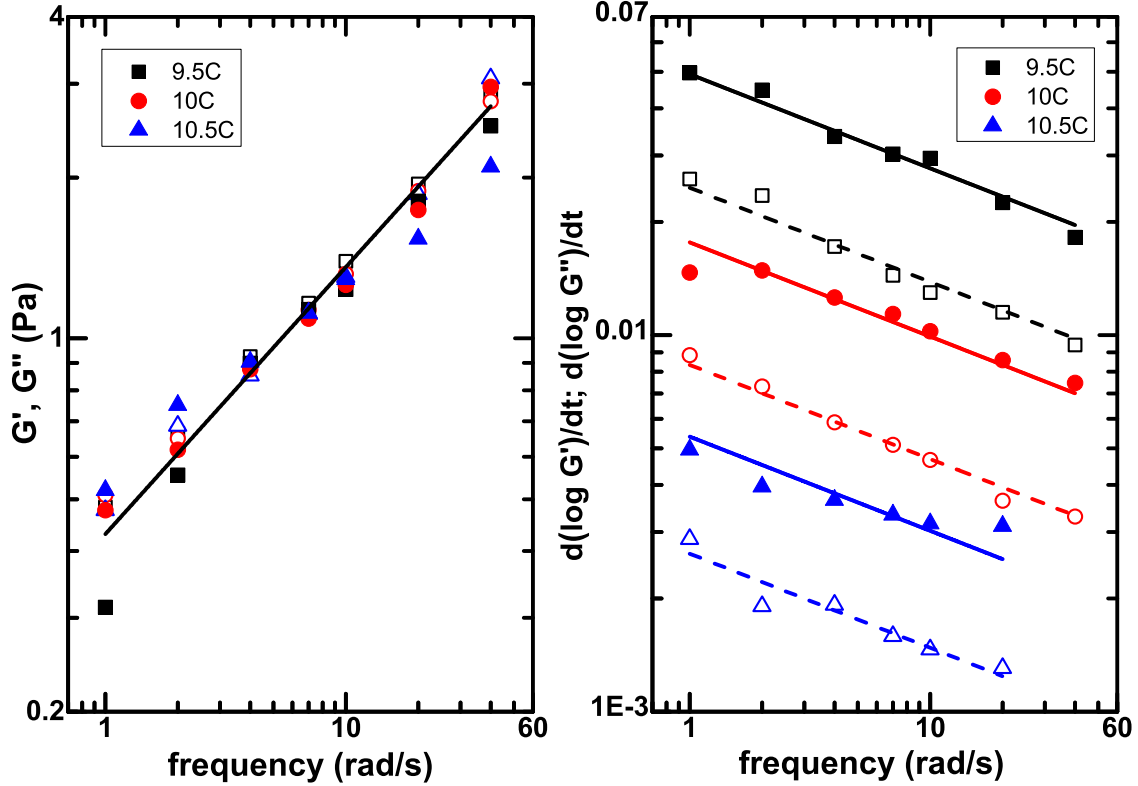 4
2
1
0.2
G', G" (Pa)
9.5C
10C
10.5C
1
10
60
frequency (rad/s)
0.07
0.01
1E-3
d(log G')/dt; d(log G")/dt
9.5C
10C
10.5C
1
10
60
frequency (rad/s)